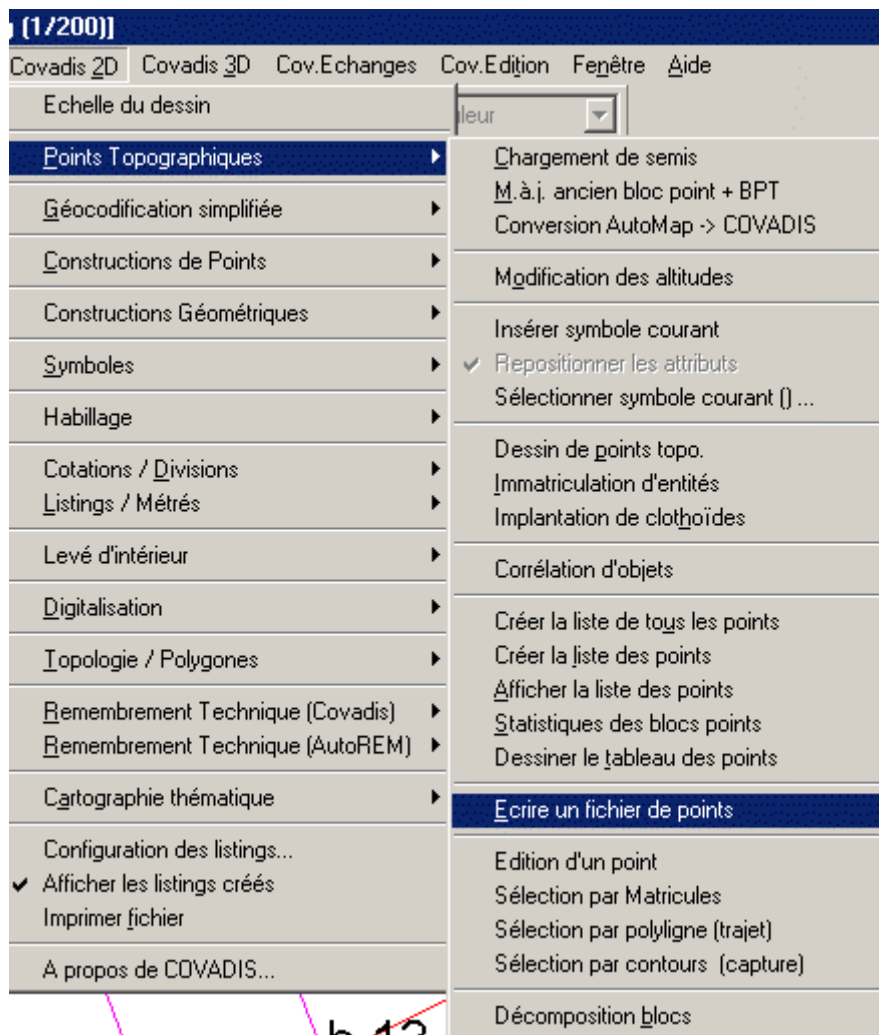 (1/200)]
Covadis 2D Covadis 3D Cov.Echanges Cov.Edition Fenêtre Aide
Echelle du dessin
leur
Points Topographiques
Géocodification simplifiée
Constructions de Points
Constructions Géométriques
Symboles
Habillage
Cotations / Divisions
Listings / Métrés
Levé d'intérieur
Digitalisation
Topologie / Polygones
Remembrement Technique (Covadis)
Remembrement Technique (AutoREM)
Cartographie thématique
Configuration des listings...
Afficher les listings créés
Imprimer fichier
A propos de COVADIS...
Chargement de semis
M.à.j. ancien bloc point + BPT
Conversion AutoMap -> COVADIS
Modification des altitudes
Insérer symbole courant
Repositionner les attributs
Sélectionner symbole courant () ...
Dessin de points topo.
Immatriculation d'entités
Implantation de clothoïdes
Corrélation d'objets
Créer la liste de tous les points
Créer la liste des points
Afficher la liste des points
Statistiques des blocs points
Dessiner le tableau des points
Ecrire un fichier de points
Edition d'un point
Sélection par Matricules
Sélection par polyligne (trajet)
Sélection par contours (capture)
Décomposition blocs